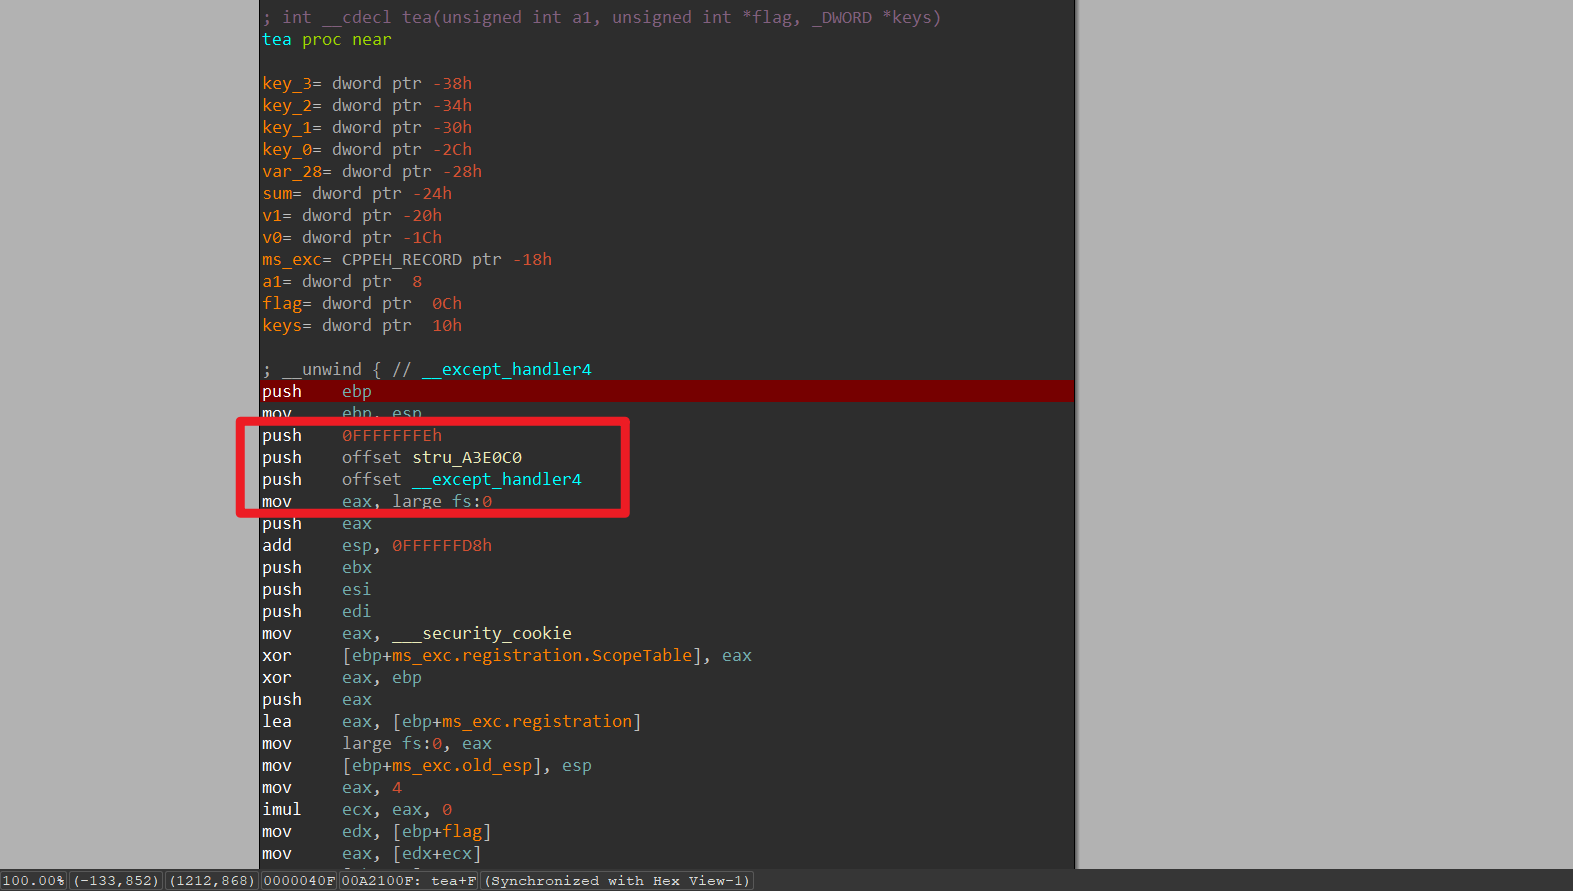 ; int __cdecl tea(unsigned int a1, unsigned int *flag, _DWORD *keys)
tea proc near
key_3= dword ptr -38h
key_2= dword ptr -34h
key_1= dword ptr -30h
key_0= dword ptr -2Ch
var_28= dword ptr -28h
sum= dword ptr -24h
v1= dword ptr -20h
v0= dword ptr -1Ch
ms_exc= CPPEH_RECORD ptr -18h
a1= dword ptr  8
flag= dword ptr  0Ch
keys= dword ptr  10h
; __unwind { // __except_handler4
push    ebp
mov     ebp, esp
push    0FFFFFFFEh
push    offset stru_A3E0C0
push    offset __except_handler4
mov     eax, large fs:0
push    eax
add     esp, 0FFFFFFD8h
push    ebx
push    esi
push    edi
mov     eax, ___security_cookie
xor     [ebp+ms_exc.registration.ScopeTable], eax
xor     eax, ebp
push    eax
lea     eax, [ebp+ms_exc.registration]
mov     large fs:0, eax
mov     [ebp+ms_exc.old_esp], esp
mov     eax, 4
imul    ecx, eax, 0
mov     edx, [ebp+flag]
mov     eax, [edx+ecx]
100.00% (-133,852) (1212,868) 0000040F 00A2100F: tea+F (Synchronized with Hex View-1)